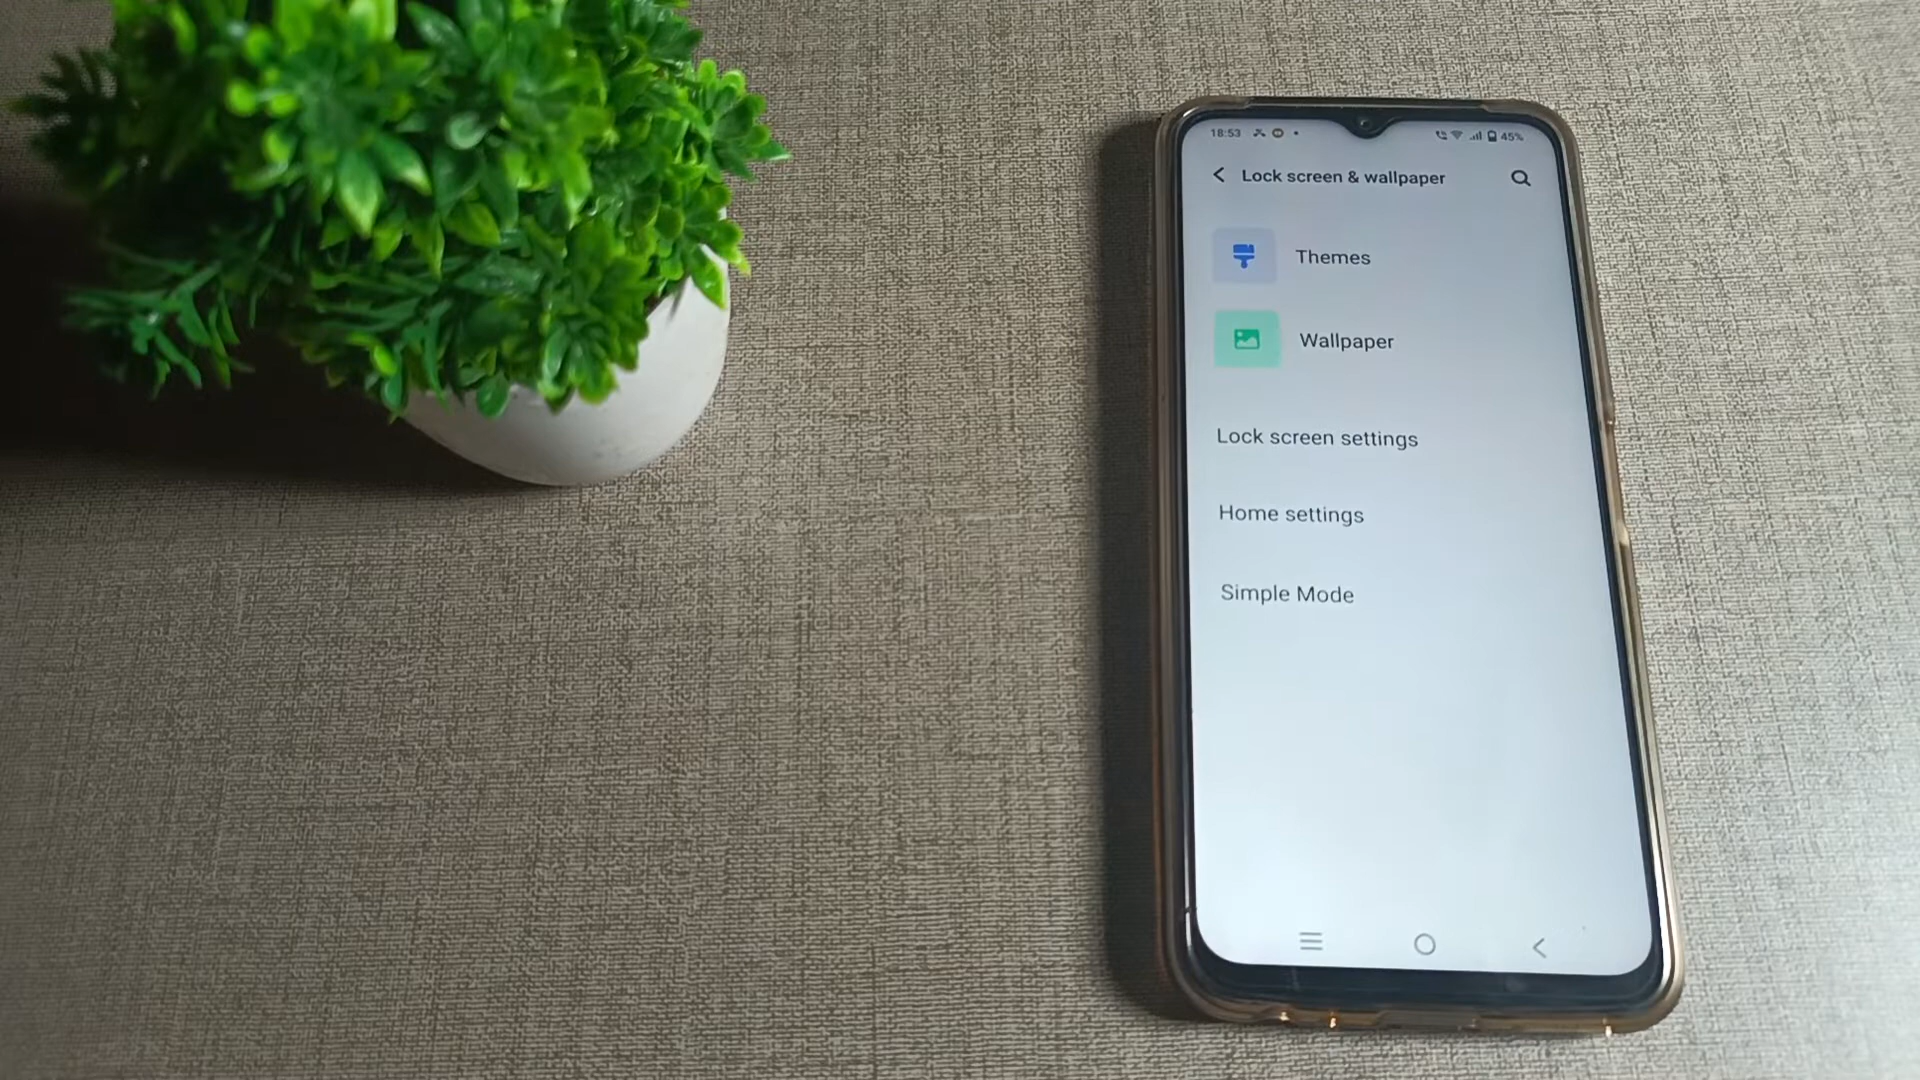 18:53 45%
Lock screen & wallpaper
Themes
Wallpaper
Lock screen settings
Home settings
Simple Mode